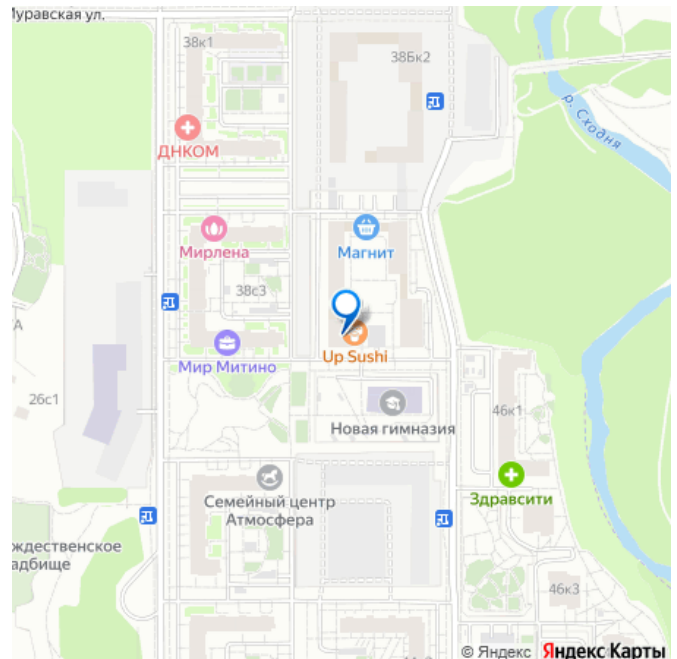 Муравская ул.
38к1
38Бк2
р. Сходня
ДНКОМ
Мирлена
Магнит
38с3
Up Sushi
Мир Митино
26с1
Новая гимназия
46к1
Семейный центр
Атмосфера
Здравсити
ждественское
адбище
46к3
© Яндекс Яндекс Карты